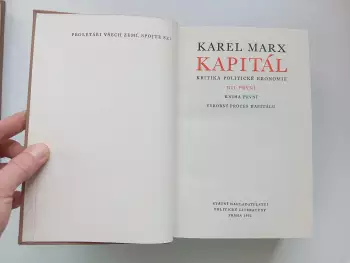 PROLETÁŘI VŠECH ZEMÍ, SPOJTE SE!
KAREL MARX
KAPITÁL
KRITIKA POLITICKÉ EKONOMIE
DÍL PRVNÍ
KNIHA PRVNÍ
VÝROBNÍ PROCES KAPITÁLU
STÁTNÍ NAKLADATELSTVÍ
POLITICKÉ LITERATURY
PRAHA